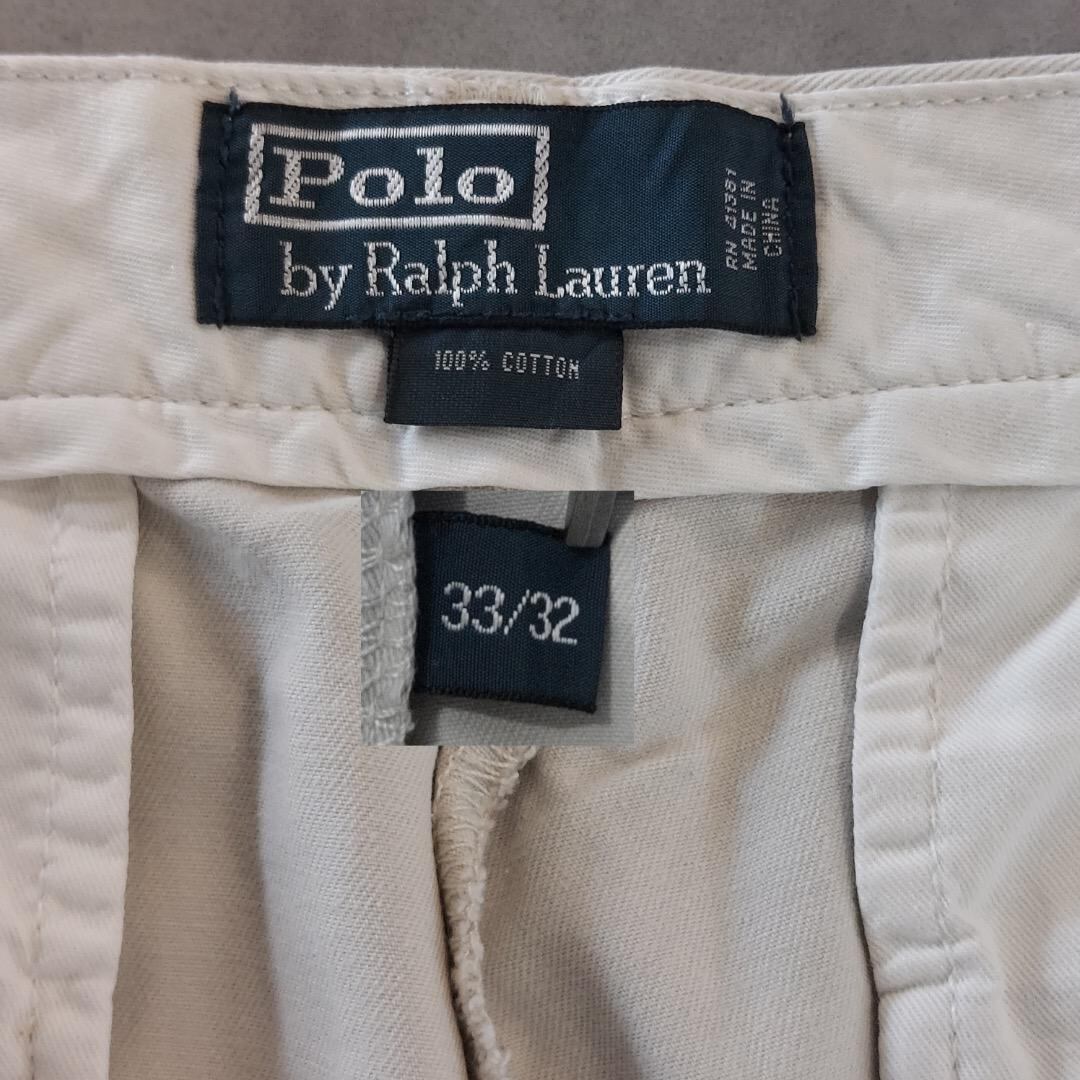 Polo
by Ralph Lauren
RN 41381
MADE IN
CHINA
100% COTTON
33/32